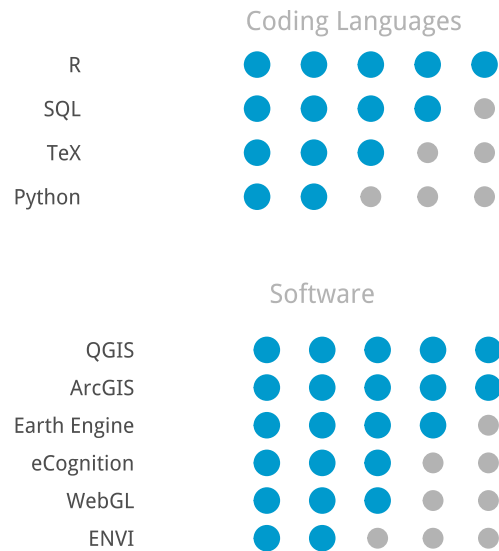 Coding Languages
R
SQL
TeX
Python
Software
QGIS
ArcGIS
Earth Engine
eCognition
WebGL
ENVI